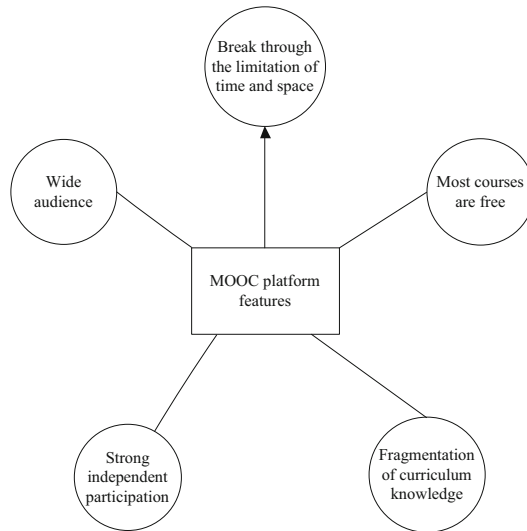 Break through
the limitation of
time and space
Wide
audience
Most courses
are free
MOOC platform
features
Strong
independent
participation
Fragmentation
of curriculum
knowledge